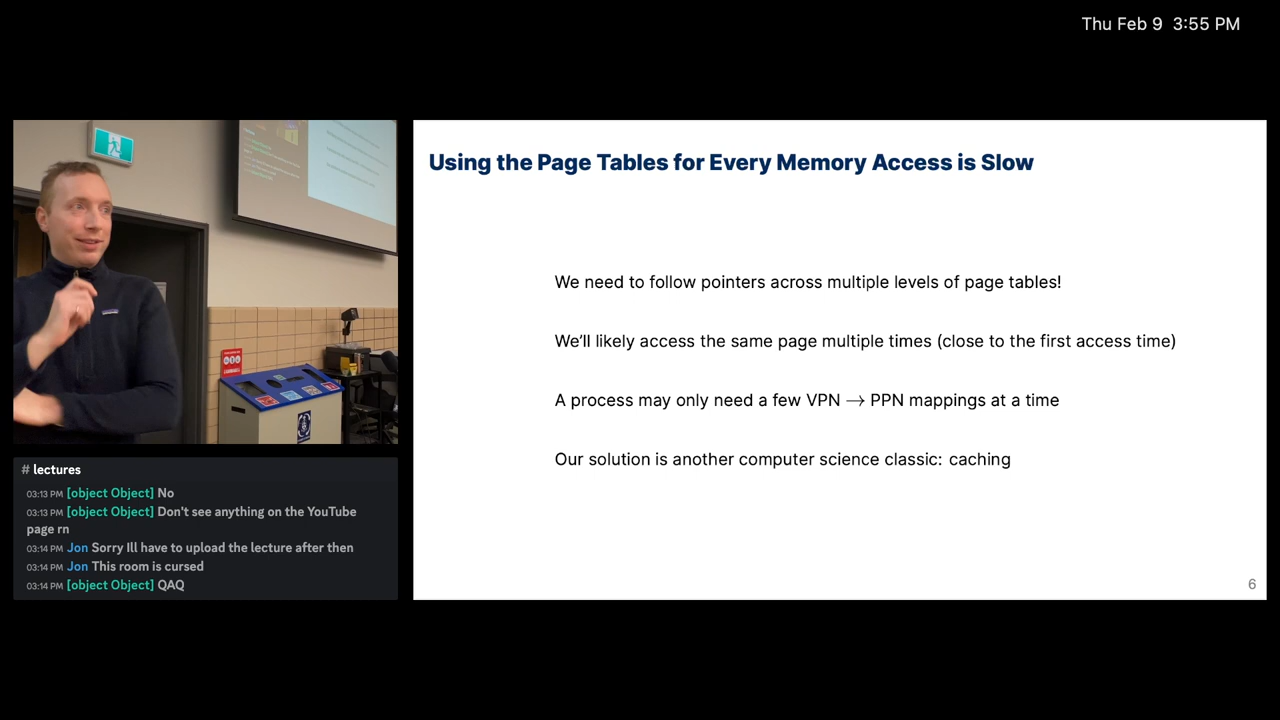 Thu Feb 9 3:55 PM
Using the Page Tables for Every Memory Access is Slow
We need to follow pointers across multiple levels of page tables!
We'll likely access the same page multiple times (close to the first access time)
A process may only need a few VPN → PPN mappings at a time
Our solution is another computer science classic: caching
6
# lectures
03:13 PM [object Object] No
03:13 PM [object Object] Don't see anything on the YouTube
page rn
03:14 PM Jon Sorry Ill have to upload the lecture after then
03:14 PM Jon This room is cursed
03:14 PM [object Object] QAQ